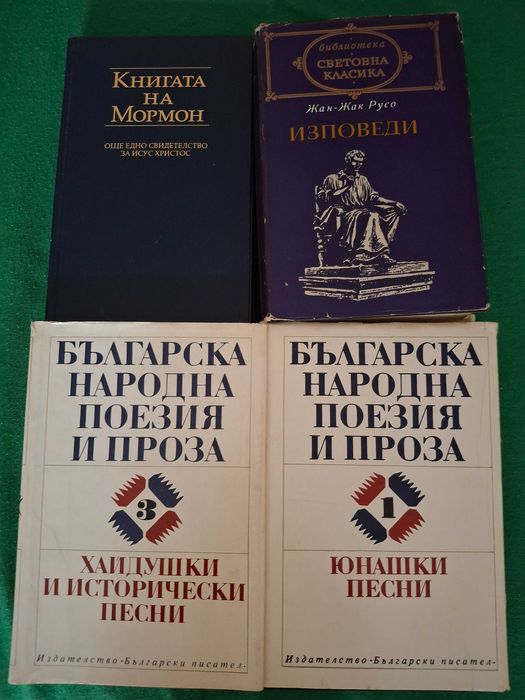 КНИГАТА
НА
МОРМОН
ОЩЕ ЕДНО СВИДЕТЕЛСТВО
ЗА ИСУС ХРИСТОС
библиотека
СВЕТОВНА
КЛАСИКА
Жан-Жак Русо
ИЗПОВЕДИ
БЪЛГАРСКА
НАРОДНА
ПОЕЗИЯ
И ПРОЗА
3
ХАЙДУШКИ
И ИСТОРИЧЕСКИ
ПЕСНИ
Издателство • Български писател •
БЪЛГАРСКА
НАРОДНА
ПОЕЗИЯ
И ПРОЗА
1
ЮНАШКИ
ПЕСНИ
Издателство • Български писател •